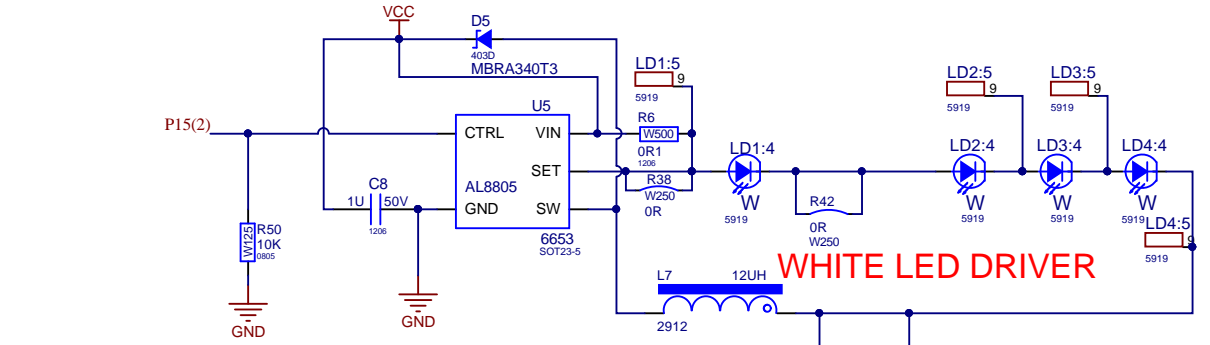 VCC
D5
403D
MBRA340T3
LD1:5
9
5919
LD2:5
9
5919
LD3:5
9
5919
P15(2)
U5
CTRL
VIN
SET
AL8805
GND
SW
6653
SOT23-5
R6
W500
0R1
1206
R38
W250
0R
LD1:4
W
5919
R42
0R
W250
LD2:4
W
5919
LD3:4
W
5919
LD4:4
W
5919
LD4:5
9
5919
C8
1U
50V
1206
R50
W125
10K
0805
GND
GND
L7
12UH
2912
WHITE LED DRIVER